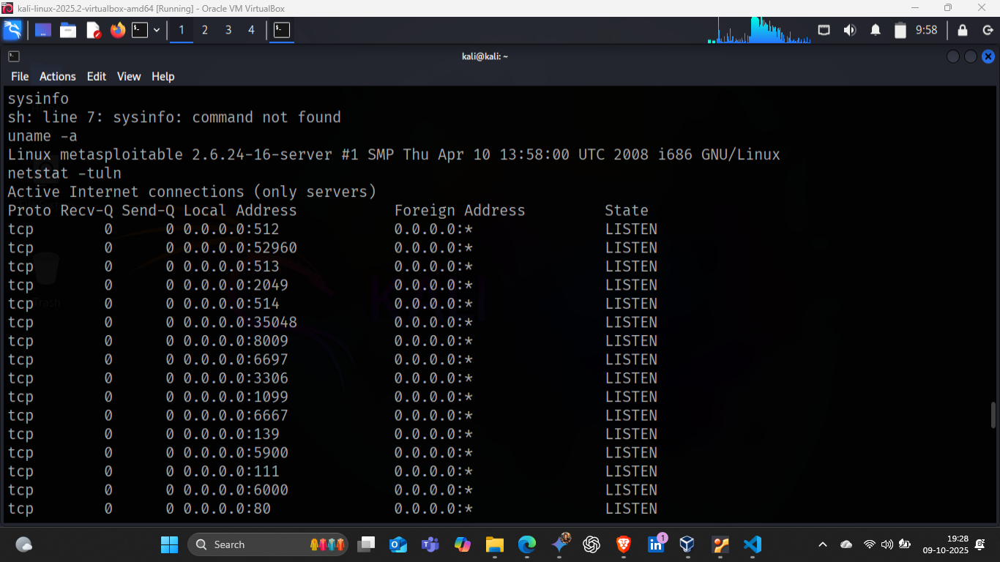 kali-linux-2025.2-virtualbox-amd64 [Running] - Oracle VM VirtualBox
1 2 3 4 9:58
kali@kali: ~
File Actions Edit View Help
sysinfo
sh: line 7: sysinfo: command not found
uname -a
Linux metasploitable 2.6.24-16-server #1 SMP Thu Apr 10 13:58:00 UTC 2008 i686 GNU/Linux
netstat -tuln
Active Internet connections (only servers)
Proto Recv-Q Send-Q Local Address Foreign Address State
tcp 0 0 0.0.0.0:512 0.0.0.0:* LISTEN
tcp 0 0 0.0.0.0:52960 0.0.0.0:* LISTEN
tcp 0 0 0.0.0.0:513 0.0.0.0:* LISTEN
tcp 0 0 0.0.0.0:2049 0.0.0.0:* LISTEN
tcp 0 0 0.0.0.0:514 0.0.0.0:* LISTEN
Trash
tcp 0 0 0.0.0.0:35048 0.0.0.0:* LISTEN
tcp 0 0 0.0.0.0:8009 0.0.0.0:* LISTEN
tcp 0 0 0.0.0.0:6697 0.0.0.0:* LISTEN
tcp 0 0 0.0.0.0:3306 0.0.0.0:* LISTEN
tcp 0 0 0.0.0.0:1099 0.0.0.0:* LISTEN
tcp 0 0 0.0.0.0:6667 0.0.0.0:* LISTEN
tcp 0 0 0.0.0.0:139 0.0.0.0:* LISTEN
tcp 0 0 0.0.0.0:5900 0.0.0.0:* LISTEN
tcp 0 0 0.0.0.0:111 0.0.0.0:* LISTEN
tcp 0 0 0.0.0.0:6000 0.0.0.0:* LISTEN
tcp 0 0 0.0.0.0:80 0.0.0.0:* LISTEN
Search
1
19:28
09-10-2025